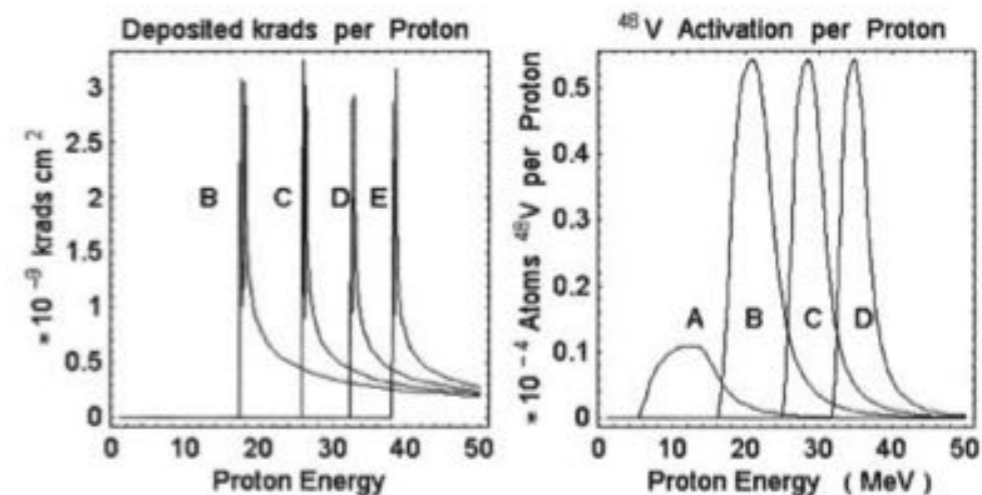 Deposited krads per Proton
× 10⁻⁹ krads cm²
3
2.5
2
1.5
1
0.5
0
B
C
D
E
0
10
20
30
40
50
Proton Energy
⁴⁸V Activation per Proton
× 10⁻⁴ Atoms ⁴⁸V per Proton
0.5
0.4
0.3
0.2
0.1
0
A
B
C
D
0
10
20
30
40
50
Proton Energy ( MeV )